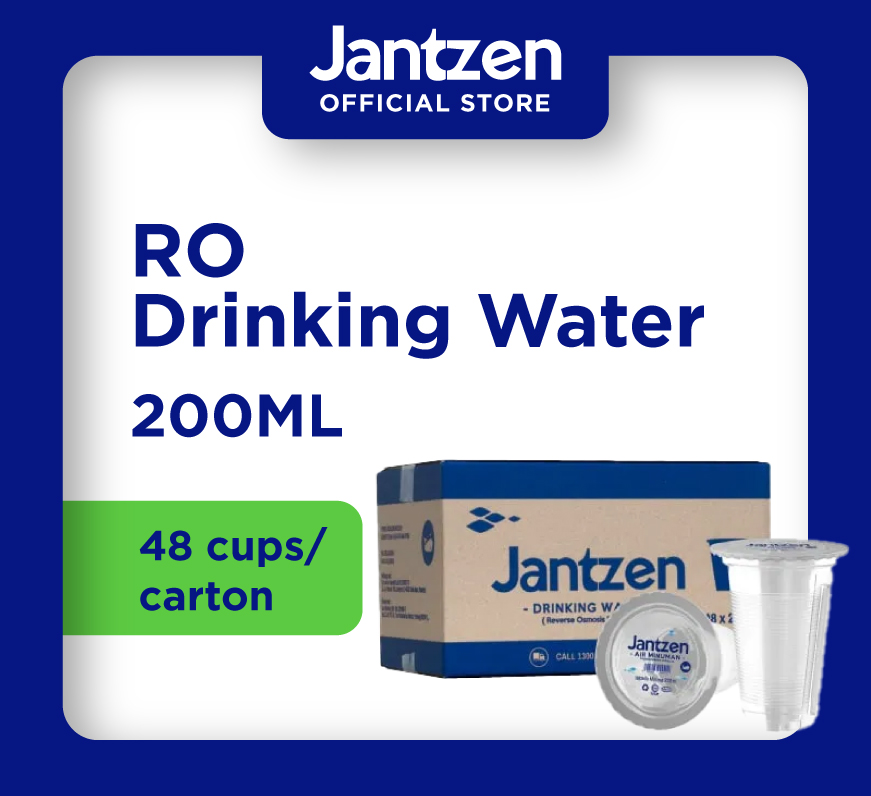 Jantzen
OFFICIAL STORE
RO
Drinking Water
200ML
48 cups/
carton
Jantzen
- DRINKING WA
( Reverse Osmosis
CALL 1300
Jantzen
- AIR MINUMAN -
Jantzen